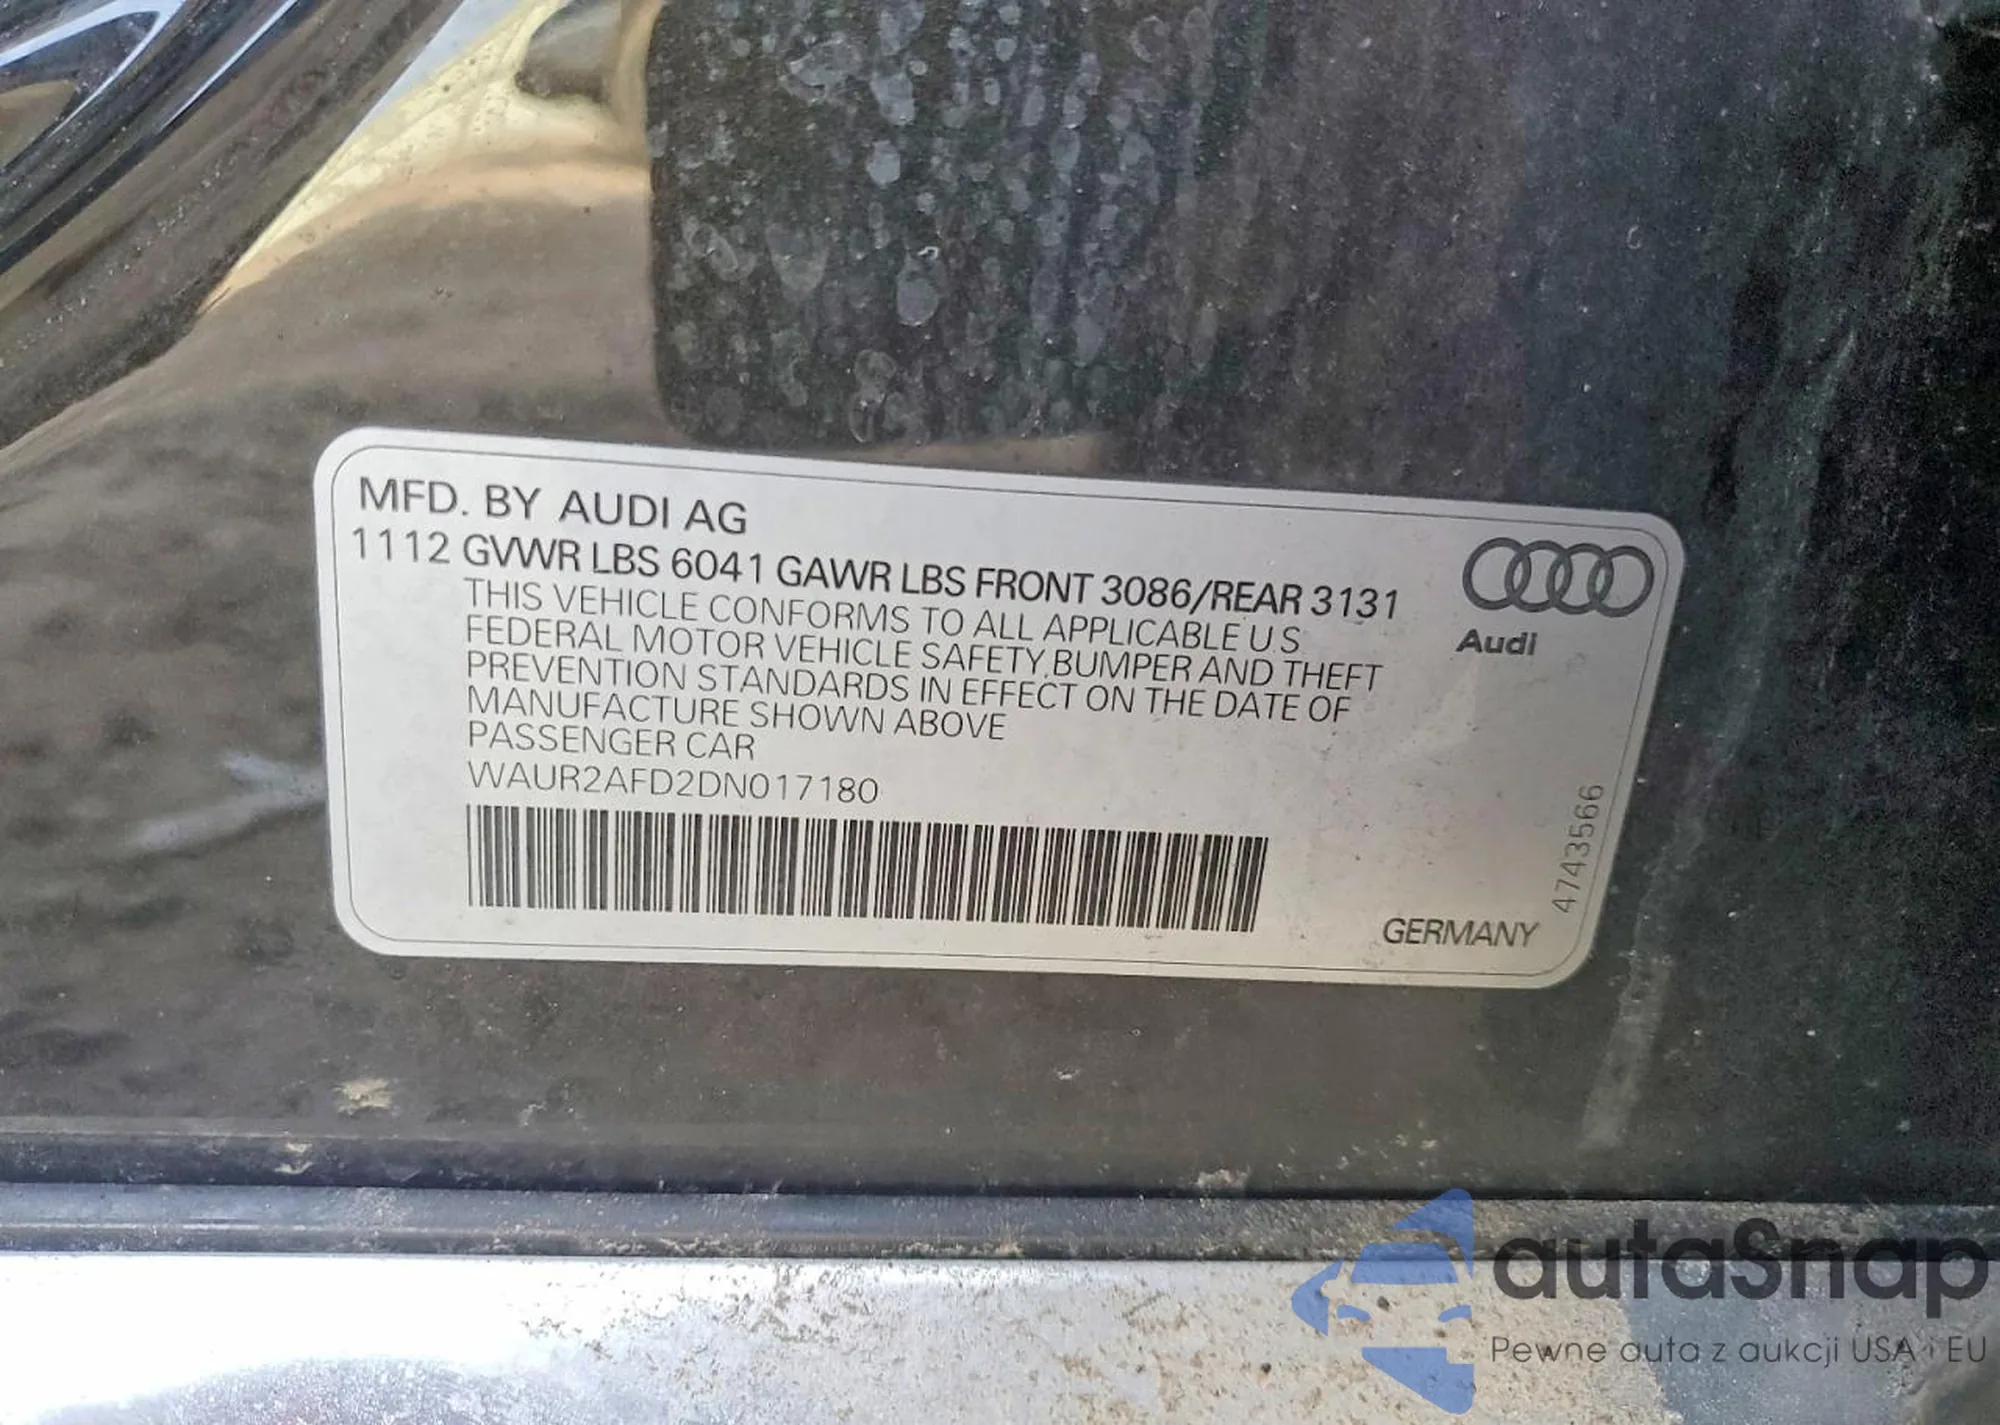 MFD. BY AUDI AG
1112 GVWR LBS 6041 GAWR LBS FRONT 3086/REAR 3131
THIS VEHICLE CONFORMS TO ALL APPLICABLE U.S.
FEDERAL MOTOR VEHICLE SAFETY, BUMPER AND THEFT
PREVENTION STANDARDS IN EFFECT ON THE DATE OF
MANUFACTURE SHOWN ABOVE
PASSENGER CAR
WAUR2AFD2DN017180
Audi
GERMANY
4743566
autaSnap
Pewne auta z aukcji USA i EU